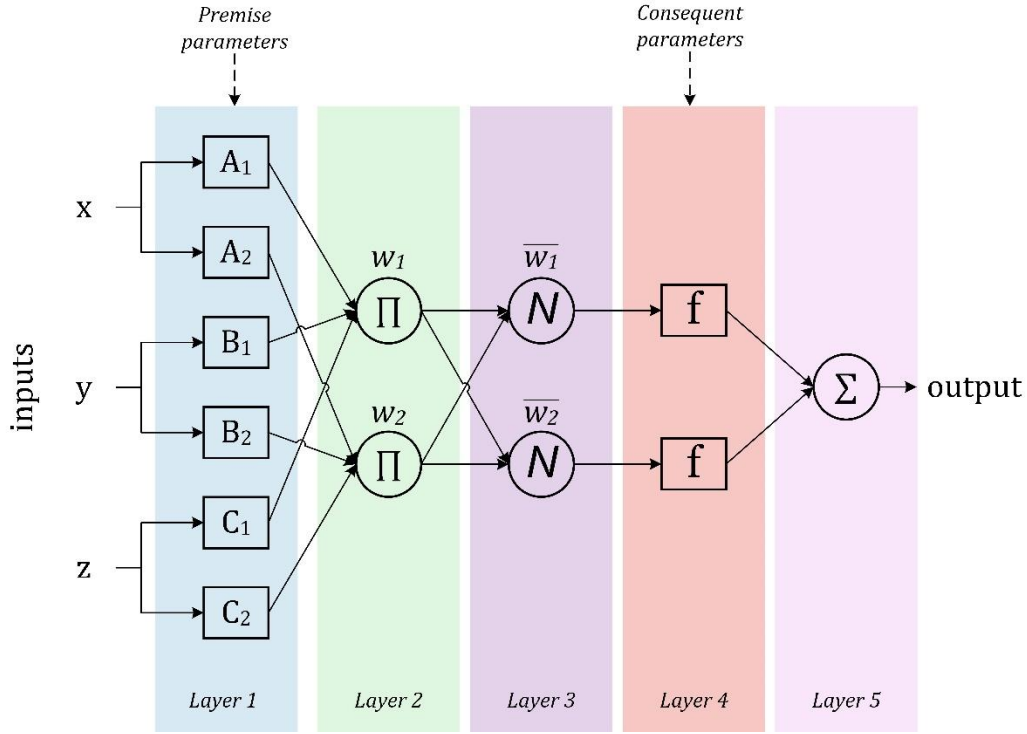 Premise
parameters
Consequent
parameters
inputs
x
y
z
A₁
A₂
B₁
B₂
C₁
C₂
w₁
∏
w₂
∏
w̅₁̅
N
w̅₂̅
N
f
f
Σ
output
Layer 1
Layer 2
Layer 3
Layer 4
Layer 5